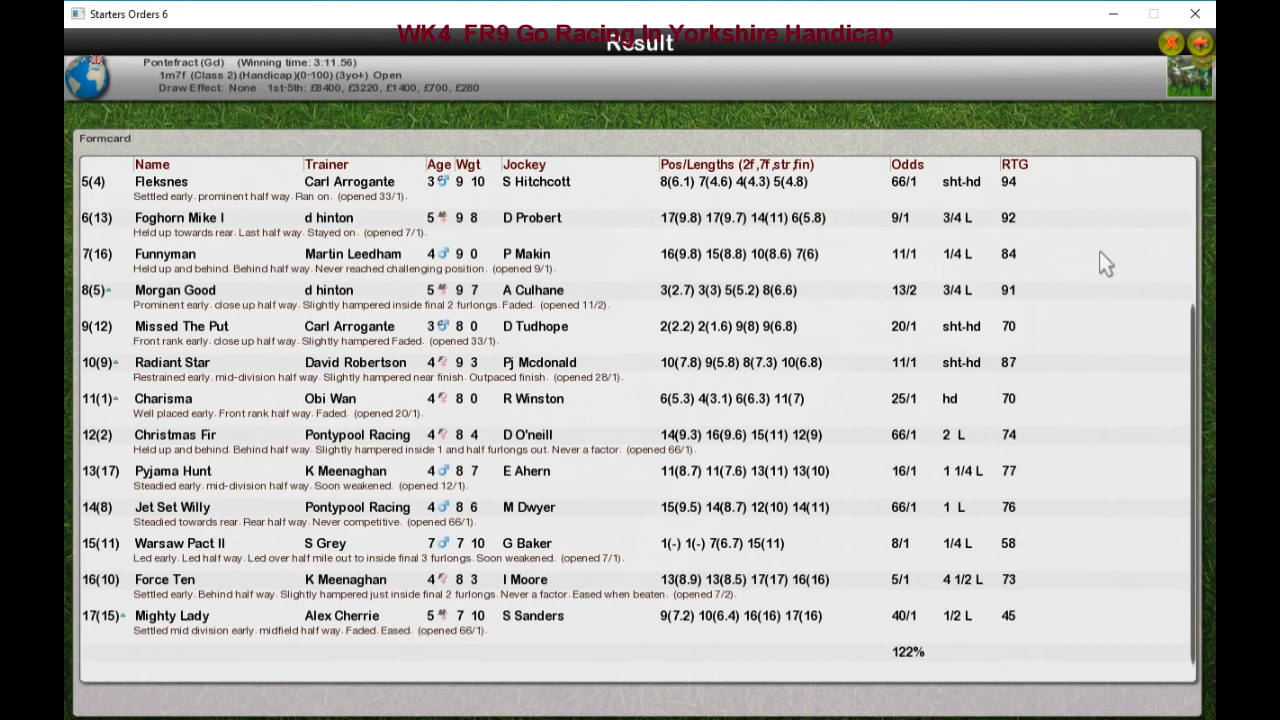 Starters Orders 6
WK4 FR9 Go Racing In Yorkshire Handicap
Result
Pontefract(Gd) (Winning time: 3:11.56)
1m7f (Class 2)(Handicap)(0-100)(3yo+) Open
Draw Effect: None 1st-5th: £8400, £3220, £1400, £700, £280
Formcard
Name Trainer Age Wgt Jockey Pos/Lengths (2f,7f,str,fin) Odds RTG
5(4) Fleksnes Carl Arrogante 3 9 10 S Hitchcott 8(6.1) 7(4.6) 4(4.3) 5(4.8) 66/1 sht-hd 94
Settled early. prominent half way. Ran on. (opened 33/1).
6(13) Foghorn Mike I d hinton 5 9 8 D Probert 17(9.8) 17(9.7) 14(11) 6(5.8) 9/1 3/4 L 92
Held up towards rear. Last half way. Stayed on. (opened 7/1).
7(16) Funnyman Martin Leedham 4 9 0 P Makin 16(9.8) 15(8.8) 10(8.6) 7(6) 11/1 1/4 L 84
Held up and behind. Behind half way. Never reached challenging position. (opened 9/1).
8(5) Morgan Good d hinton 5 9 7 A Culhane 3(2.7) 3(3) 5(5.2) 8(6.6) 13/2 3/4 L 91
Prominent early. close up half way. Slightly hampered inside final 2 furlongs. Faded. (opened 11/2).
9(12) Missed The Put Carl Arrogante 3 8 0 D Tudhope 2(2.2) 2(1.6) 9(8) 9(6.8) 20/1 sht-hd 70
Front rank early. close up half way. Slightly hampered Faded. (opened 33/1).
10(9) Radiant Star David Robertson 4 9 3 Pj Mcdonald 10(7.8) 9(5.8) 8(7.3) 10(6.8) 11/1 sht-hd 87
Restrained early. mid-division half way. Slightly hampered near finish. Outpaced finish. (opened 28/1).
11(1) Charisma Obi Wan 4 8 0 R Winston 6(5.3) 4(3.1) 6(6.3) 11(7) 25/1 hd 70
Well placed early. Front rank half way. Faded. (opened 20/1).
12(2) Christmas Fir Pontypool Racing 4 8 4 D O'neill 14(9.3) 16(9.6) 15(11) 12(9) 66/1 2 L 74
Held up and behind. Behind half way. Slightly hampered inside 1 and half furlongs out. Never a factor. (opened 66/1).
13(17) Pyjama Hunt K Meenaghan 4 8 7 E Ahern 11(8.7) 11(7.6) 13(11) 13(10) 16/1 1 1/4 L 77
Steadied early. mid-division half way. Soon weakened. (opened 12/1).
14(8) Jet Set Willy Pontypool Racing 4 8 6 M Dwyer 15(9.5) 14(8.7) 12(10) 14(11) 66/1 1 L 76
Steadied towards rear. Rear half way. Never competitive. (opened 66/1).
15(11) Warsaw Pact II S Grey 7 7 10 G Baker 1(-) 1(-) 7(6.7) 15(11) 8/1 1/4 L 58
Led early. Led half way. Led over half mile out to inside final 3 furlongs. Soon weakened. (opened 7/1).
16(10) Force Ten K Meenaghan 4 8 3 I Moore 13(8.9) 13(8.5) 17(17) 16(16) 5/1 4 1/2 L 73
Settled early. Behind half way. Slightly hampered just inside final 2 furlongs. Never a factor. Eased when beaten. (opened 7/2).
17(15) Mighty Lady Alex Cherrie 5 7 10 S Sanders 9(7.2) 10(6.4) 16(16) 17(16) 40/1 1/2 L 45
Settled mid division early. midfield half way. Faded. Eased. (opened 66/1).
122%